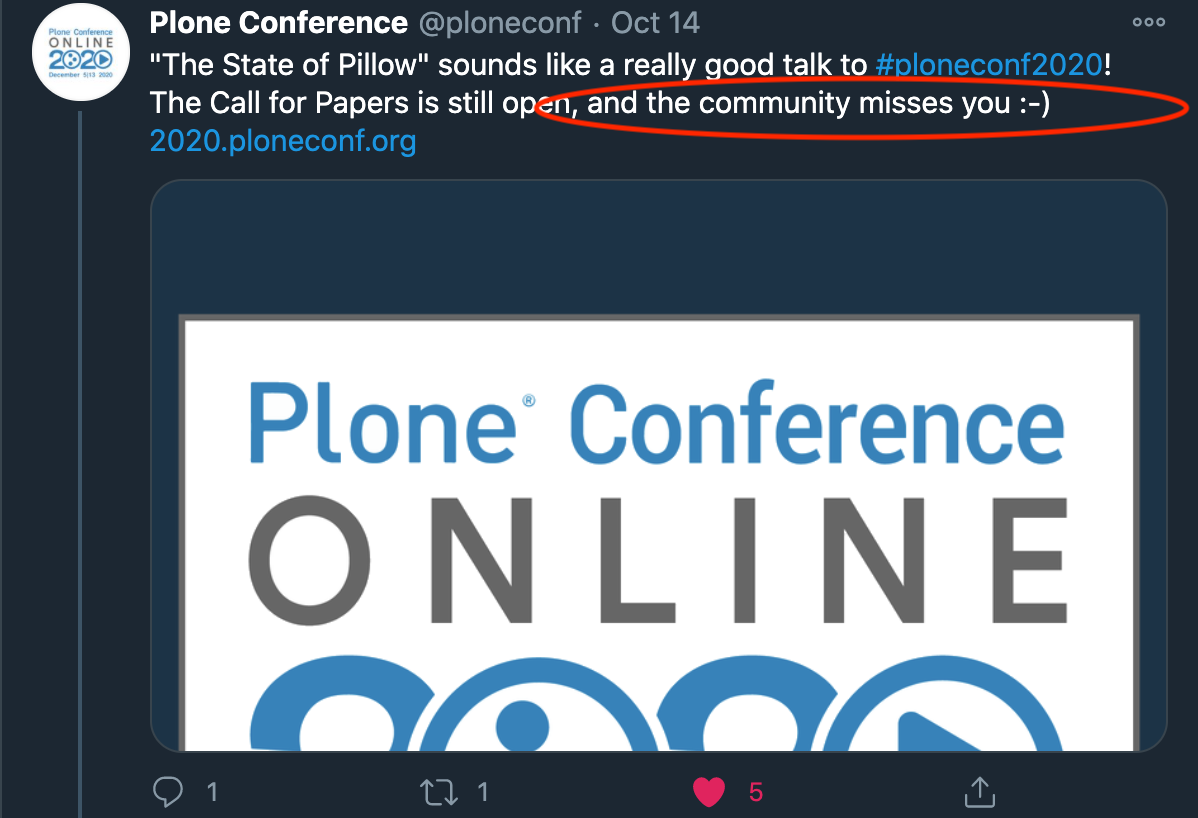 Plone Conference
ONLINE
2020
December 5|13 2020
Plone Conference @ploneconf · Oct 14
"The State of Pillow" sounds like a really good talk to #ploneconf2020!
The Call for Papers is still open, and the community misses you :-)
2020.ploneconf.org
Plone® Conference
ONLINE
2020
1 1 5